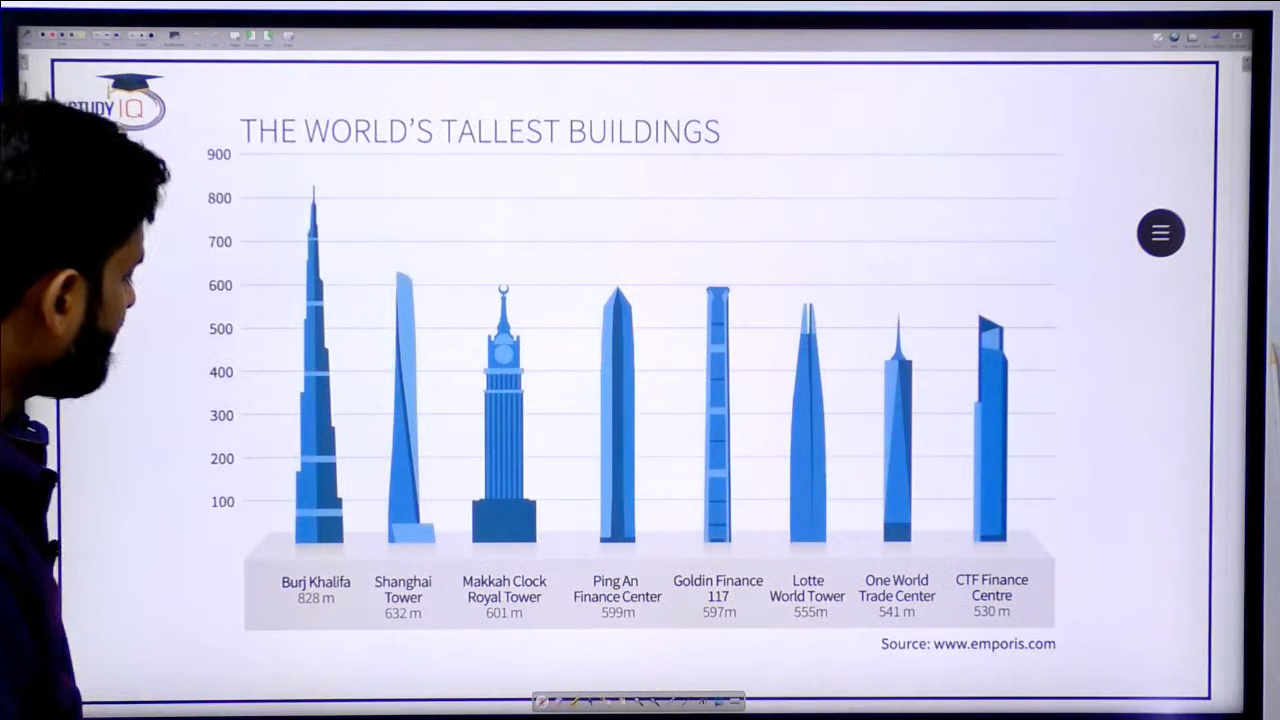 STUDY IQ
THE WORLD'S TALLEST BUILDINGS
900
800
700
600
500
400
300
200
100
Burj Khalifa
828 m
Shanghai
Tower
632 m
Makkah Clock
Royal Tower
601 m
Ping An
Finance Center
599m
Goldin Finance
117
597m
Lotte
World Tower
555m
One World
Trade Center
541 m
CTF Finance
Centre
530 m
Source: www.emporis.com